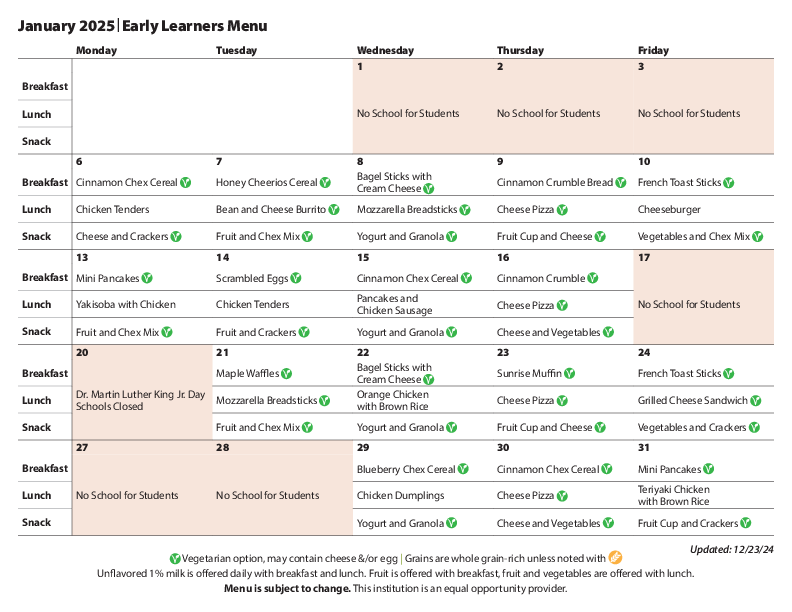 January 2025 | Early Learners Menu
Monday Tuesday Wednesday Thursday Friday
1 2 3
Breakfast
Lunch No School for Students No School for Students No School for Students
Snack
6 7 8 9 10
Breakfast Cinnamon Chex Cereal V Honey Cheerios Cereal V Bagel Sticks with Cream Cheese V Cinnamon Crumble Bread V French Toast Sticks V
Lunch Chicken Tenders Bean and Cheese Burrito V Mozzarella Breadsticks V Cheese Pizza V Cheeseburger
Snack Cheese and Crackers V Fruit and Chex Mix V Yogurt and Granola V Fruit Cup and Cheese V Vegetables and Chex Mix V
13 14 15 16 17
Breakfast Mini Pancakes V Scrambled Eggs V Cinnamon Chex Cereal V Cinnamon Crumble V
Lunch Yakisoba with Chicken Chicken Tenders Pancakes and Chicken Sausage Cheese Pizza V No School for Students
Snack Fruit and Chex Mix V Fruit and Crackers V Yogurt and Granola V Cheese and Vegetables V
20 21 22 23 24
Breakfast Maple Waffles V Bagel Sticks with Cream Cheese V Sunrise Muffin V French Toast Sticks V
Lunch Dr. Martin Luther King Jr. Day Schools Closed Mozzarella Breadsticks V Orange Chicken with Brown Rice Cheese Pizza V Grilled Cheese Sandwich V
Snack Fruit and Chex Mix V Yogurt and Granola V Fruit Cup and Cheese V Vegetables and Crackers V
27 28 29 30 31
Breakfast Blueberry Chex Cereal V Cinnamon Chex Cereal V Mini Pancakes V
Lunch No School for Students No School for Students Chicken Dumplings Cheese Pizza V Teriyaki Chicken with Brown Rice
Snack Yogurt and Granola V Cheese and Vegetables V Fruit Cup and Crackers V
Updated: 12/23/24
V Vegetarian option, may contain cheese &/or egg | Grains are whole grain-rich unless noted with
Unflavored 1% milk is offered daily with breakfast and lunch. Fruit is offered with breakfast, fruit and vegetables are offered with lunch.
Menu is subject to change. This institution is an equal opportunity provider.